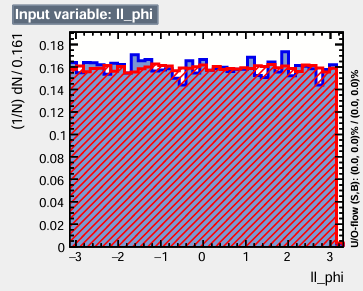 Input variable: ll_phi
(1/N) dN/ 0.161
0.18
0.16
0.14
0.12
0.1
0.08
0.06
0.04
0.02
0
−3 −2 −1 0 1 2 3
ll_phi
U/O-flow (S,B): (0.0, 0.0)% / (0.0, 0.0)%